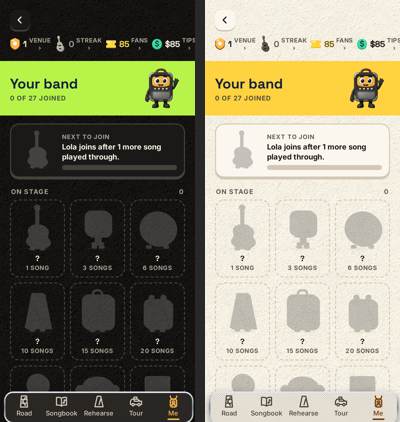 1 VENUE 0 STREAK 85 FANS $85 TIPS
Your band
0 OF 27 JOINED
NEXT TO JOIN
Lola joins after 1 more song
played through.
ON STAGE 0
? ? ?
1 SONG 3 SONGS 6 SONGS
? ? ?
10 SONGS 15 SONGS 20 SONGS
Road Songbook Rehearse Tour Me
1 VENUE 0 STREAK 85 FANS $85 TIPS
Your band
0 OF 27 JOINED
NEXT TO JOIN
Lola joins after 1 more song
played through.
ON STAGE 0
? ? ?
1 SONG 3 SONGS 6 SONGS
? ? ?
10 SONGS 15 SONGS 20 SONGS
Road Songbook Rehearse Tour Me